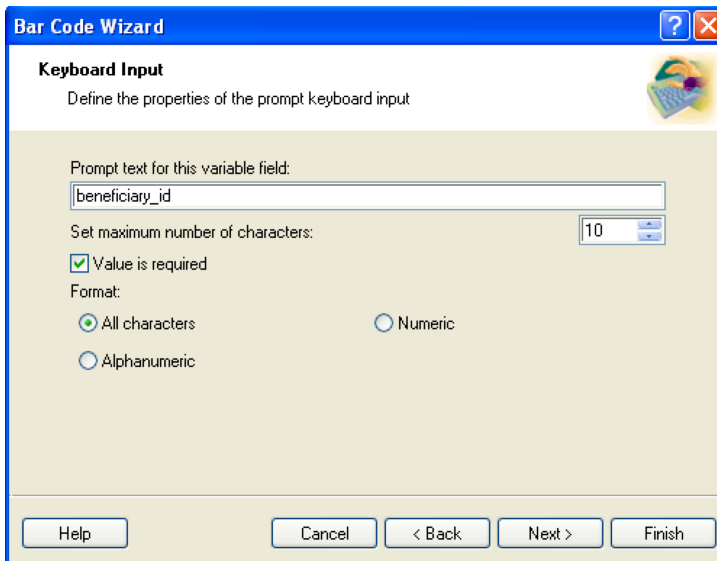 Bar Code Wizard
?
Keyboard Input
Define the properties of the prompt keyboard input
Prompt text for this variable field:
beneficiary_id
Set maximum number of characters: 10
Value is required
Format:
All characters Numeric
Alphanumeric
Help Cancel < Back Next > Finish